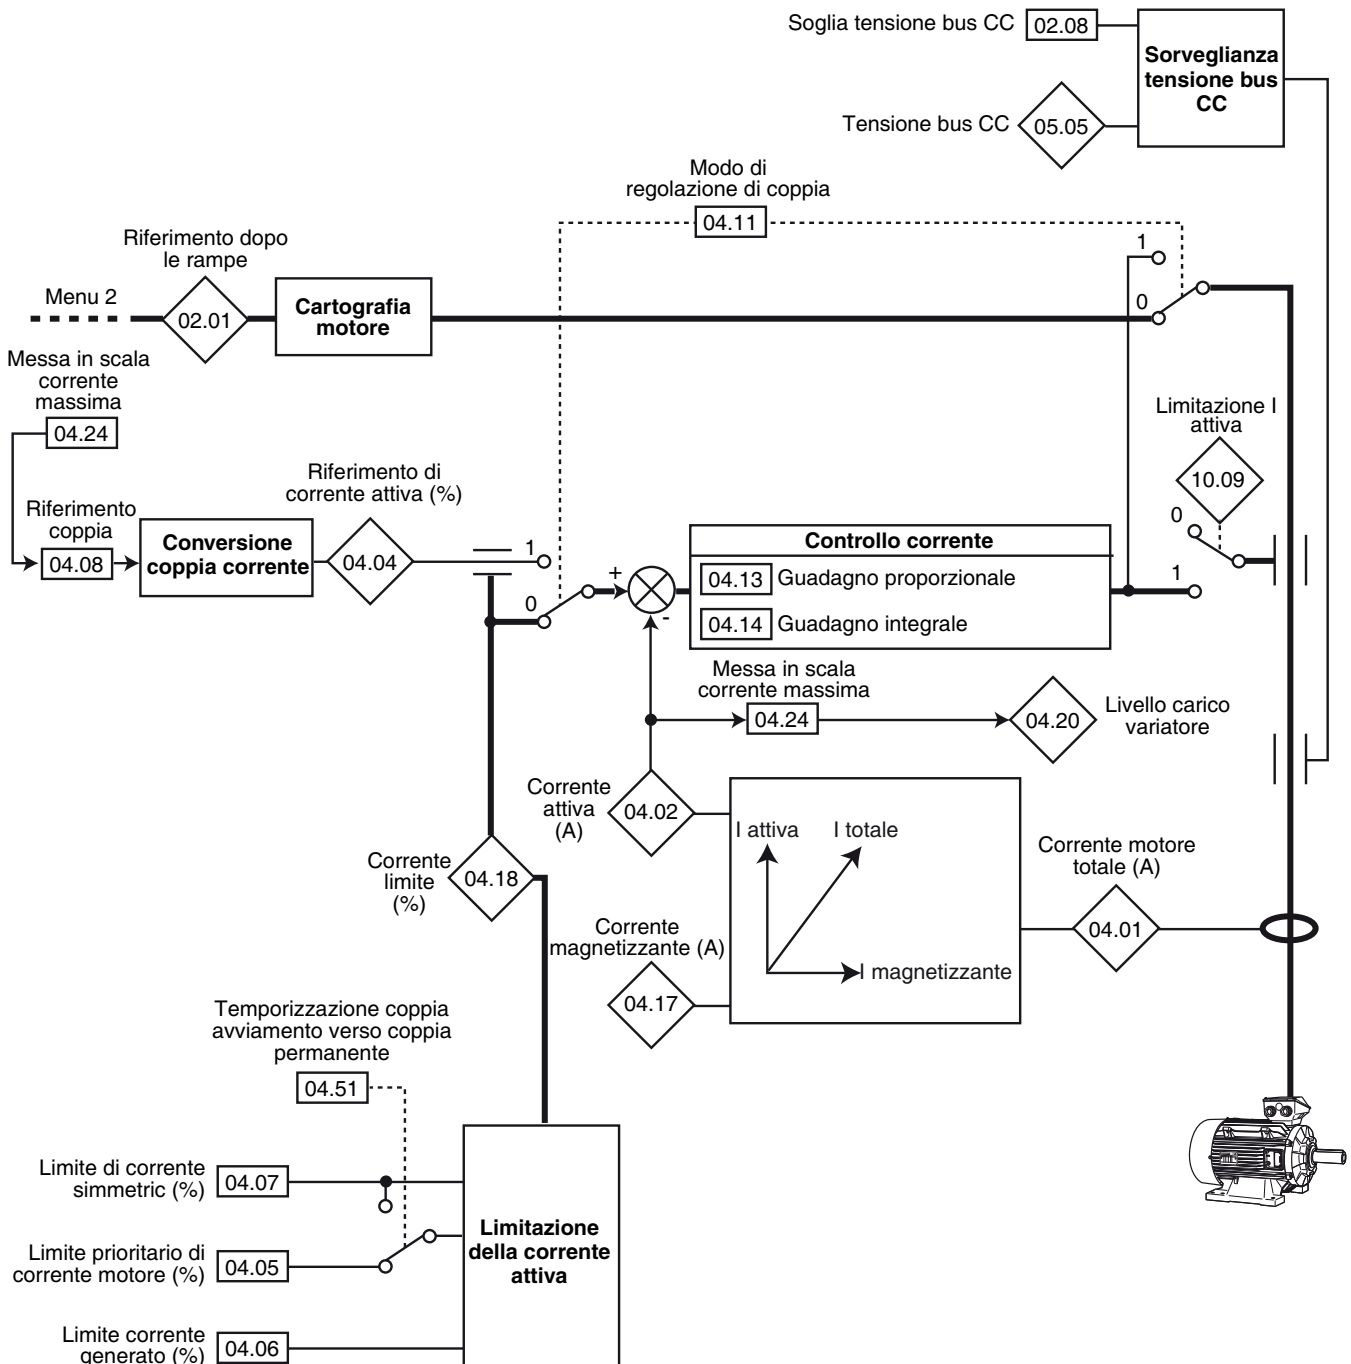 Soglia tensione bus CC
02.08
Sorveglianza
tensione bus
CC
Tensione bus CC
05.05
Modo di
regolazione di coppia
04.11
Riferimento dopo
le rampe
1
Menu 2
02.01
Cartografia
motore
0
Messa in scala
corrente
massima
04.24
Limitazione I
attiva
10.09
Riferimento di
corrente attiva (%)
Riferimento
coppia
04.08
Conversione
coppia corrente
04.04
1
0
+
-
Controllo corrente
04.13 Guadagno proporzionale
04.14 Guadagno integrale
0
1
Messa in scala
corrente massima
04.24
04.20
Livello carico
variatore
Corrente
attiva
(A)
04.02
I attiva
I totale
I magnetizzante
Corrente motore
totale (A)
04.01
Corrente
limite
(%)
04.18
Corrente
magnetizzante (A)
04.17
Temporizzazione coppia
avviamento verso coppia
permanente
04.51
Limite di corrente
simmetric (%)
04.07
Limite prioritario di
corrente motore (%)
04.05
Limitazione
della corrente
attiva
Limite corrente
generato (%)
04.06